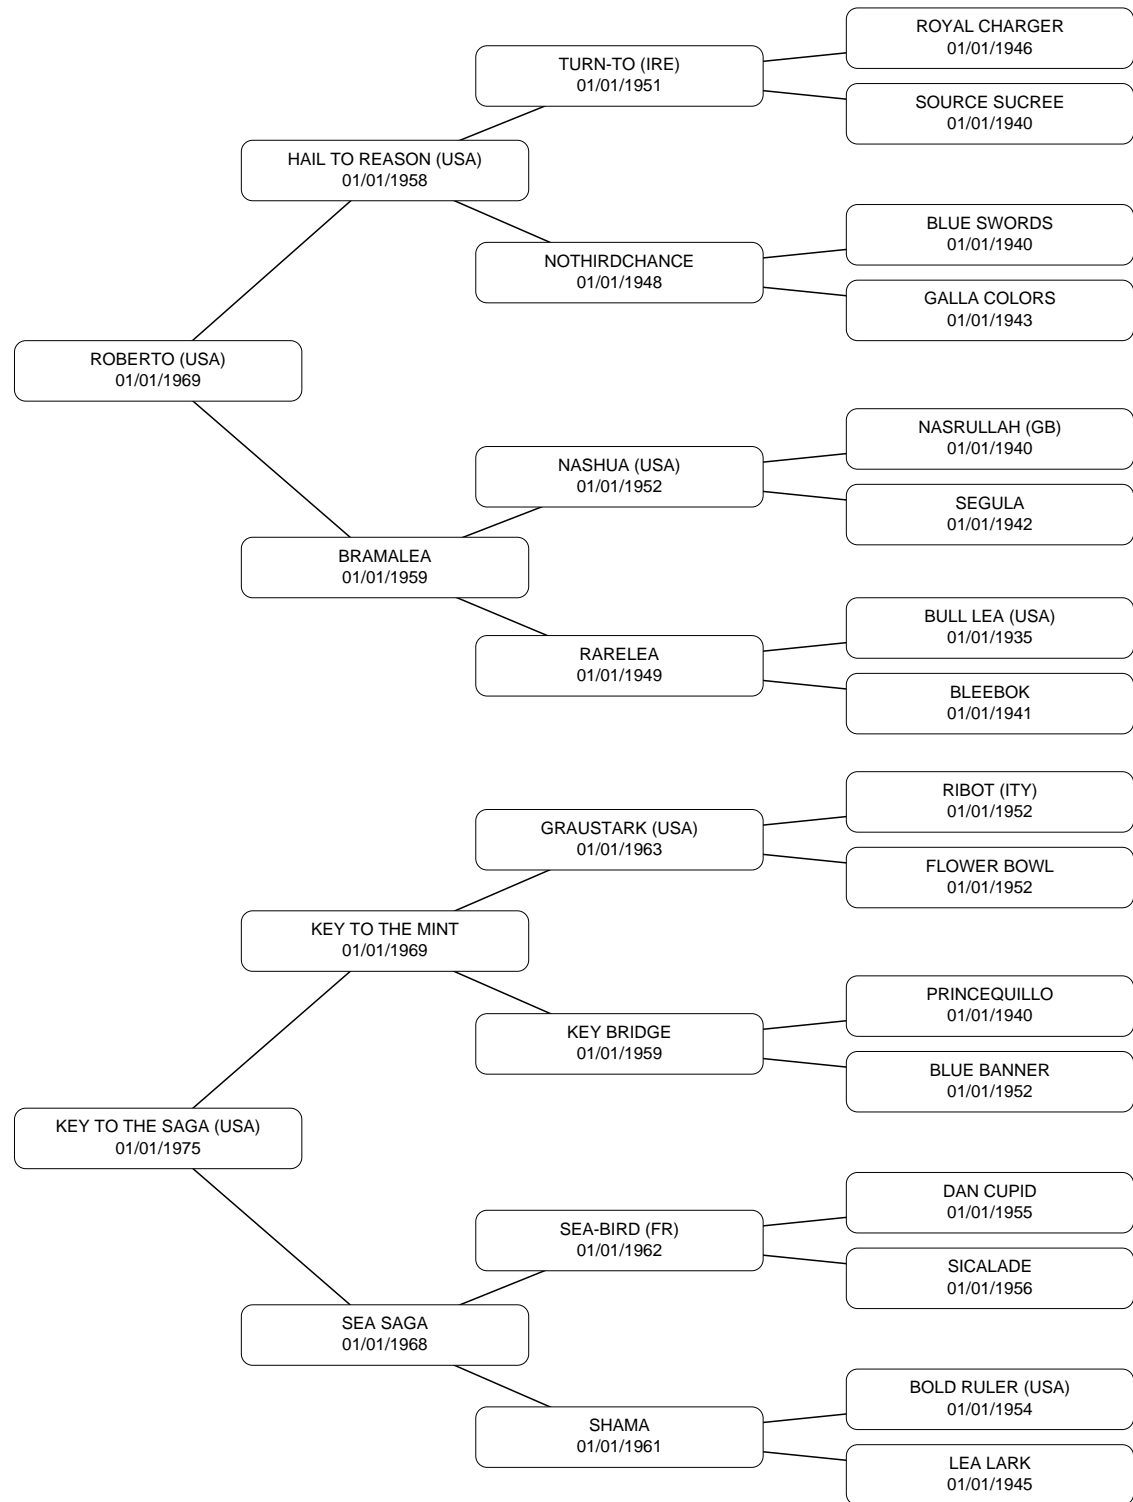 ROYAL CHARGER
01/01/1946
TURN-TO (IRE)
01/01/1951
SOURCE SUCREE
01/01/1940
HAIL TO REASON (USA)
01/01/1958
BLUE SWORDS
01/01/1940
NOTHIRDCHANCE
01/01/1948
GALLA COLORS
01/01/1943
ROBERTO (USA)
01/01/1969
NASRULLAH (GB)
01/01/1940
NASHUA (USA)
01/01/1952
SEGULA
01/01/1942
BRAMALEA
01/01/1959
BULL LEA (USA)
01/01/1935
RARELEA
01/01/1949
BLEEBOK
01/01/1941
RIBOT (ITY)
01/01/1952
GRAUSTARK (USA)
01/01/1963
FLOWER BOWL
01/01/1952
KEY TO THE MINT
01/01/1969
PRINCEQUILLO
01/01/1940
KEY BRIDGE
01/01/1959
BLUE BANNER
01/01/1952
KEY TO THE SAGA (USA)
01/01/1975
DAN CUPID
01/01/1955
SEA-BIRD (FR)
01/01/1962
SICALADE
01/01/1956
SEA SAGA
01/01/1968
BOLD RULER (USA)
01/01/1954
SHAMA
01/01/1961
LEA LARK
01/01/1945